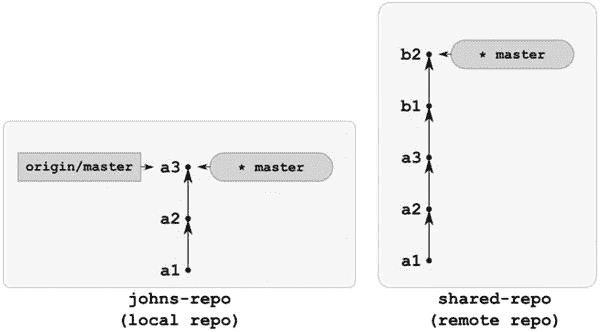 origin/master
a3
* master
a2
a1
johns-repo
(local repo)
b2
* master
b1
a3
a2
a1
shared-repo
(remote repo)